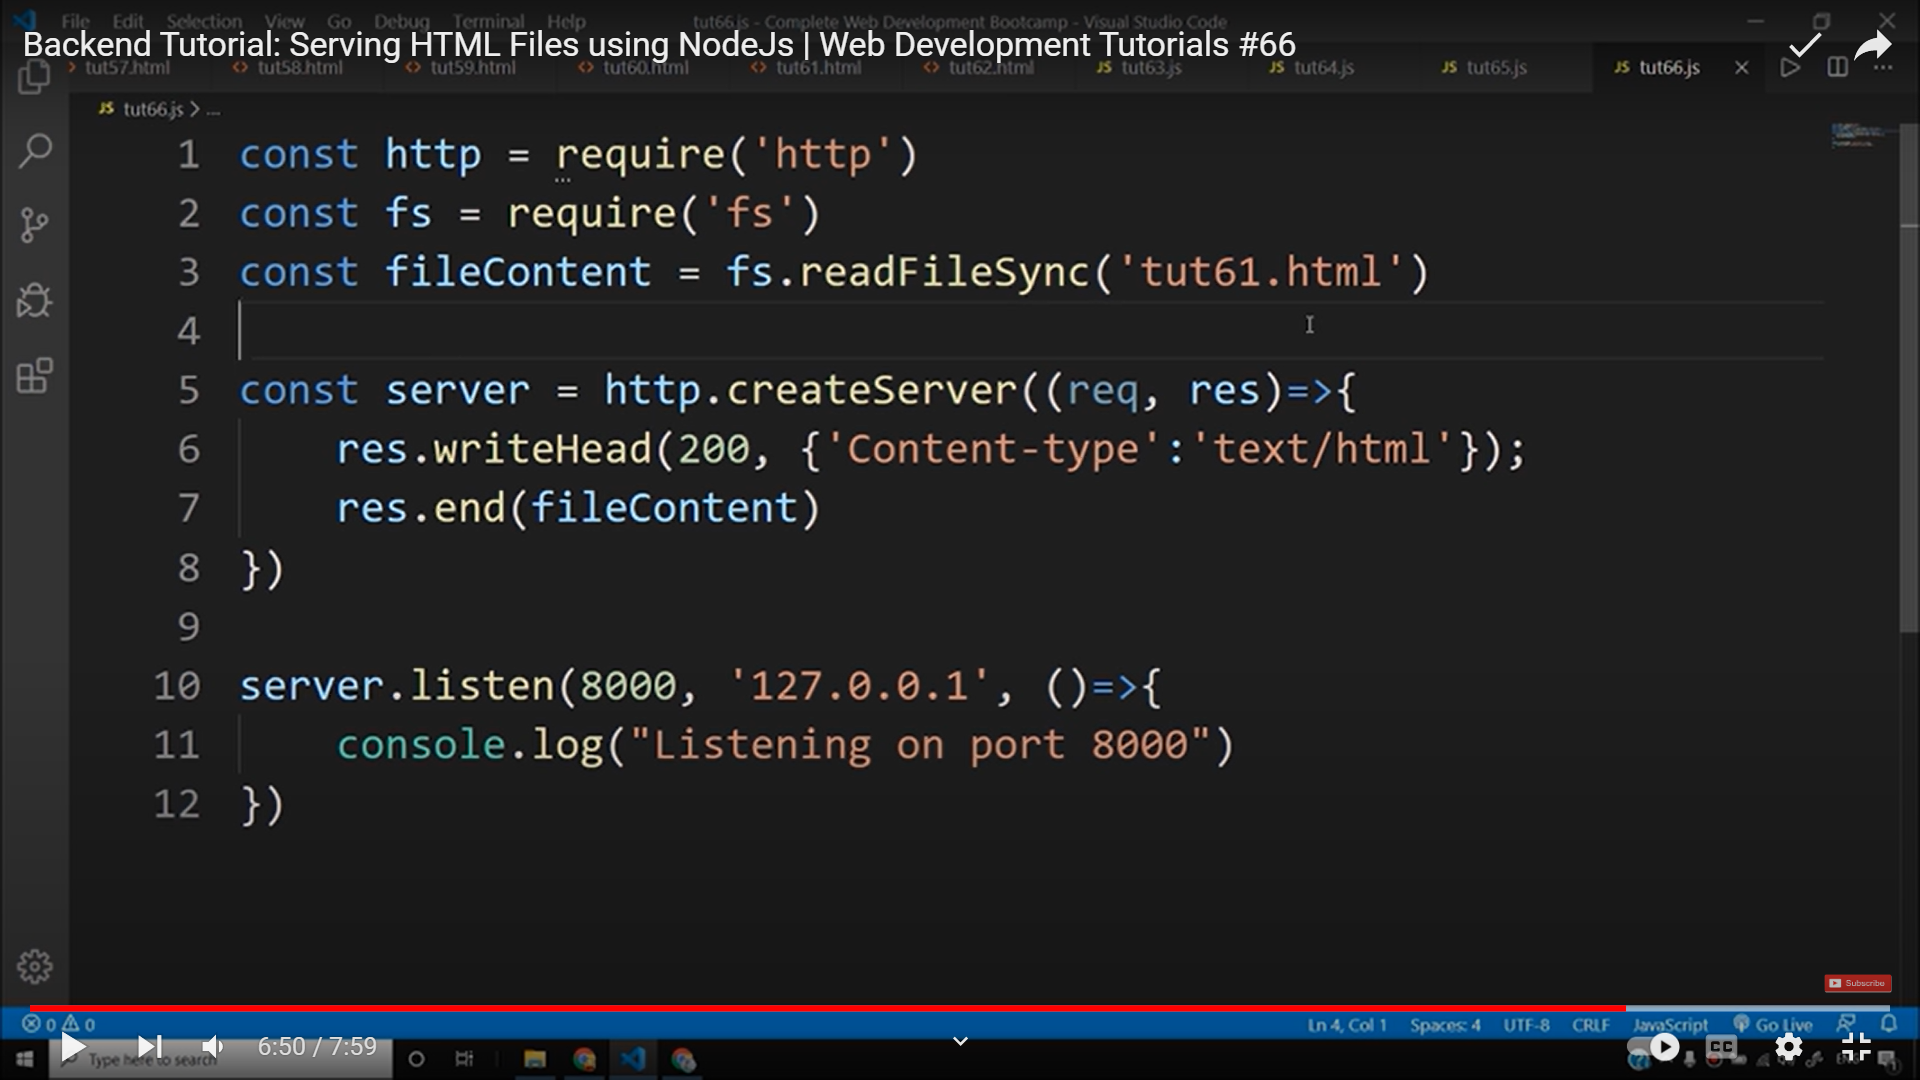 File Edit Selection View Go Debug Terminal Help tut66.js - Complete Web Development Bootcamp - Visual Studio Code
Backend Tutorial: Serving HTML Files using NodeJs | Web Development Tutorials #66
tut57.html tut58.html tut59.html tut60.html tut61.html tut62.html JS tut63.js JS tut64.js JS tut65.js JS tut66.js
JS tut66.js > ...
1 const http = require('http')
2 const fs = require('fs')
3 const fileContent = fs.readFileSync('tut61.html')
4
5 const server = http.createServer((req, res)=>{
6 res.writeHead(200, {'Content-type':'text/html'});
7 res.end(fileContent)
8 })
9
10 server.listen(8000, '127.0.0.1', ()=>{
11 console.log("Listening on port 8000")
12 })
Subscribe
0 0 Ln 4, Col 1 Spaces: 4 UTF-8 CRLF JavaScript Go Live
6:50 / 7:59 CC
Type here to search